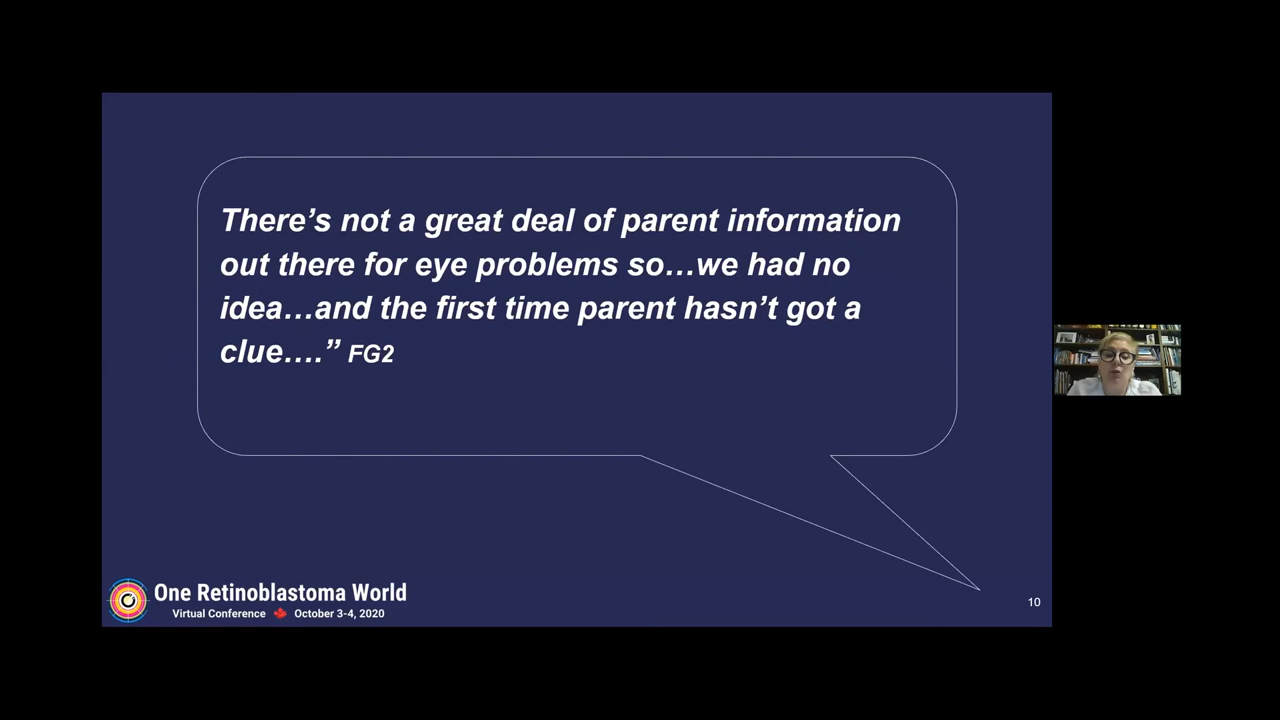 There’s not a great deal of parent information
out there for eye problems so…we had no
idea…and the first time parent hasn’t got a
clue….” FG2
One Retinoblastoma World
Virtual Conference October 3-4, 2020
10